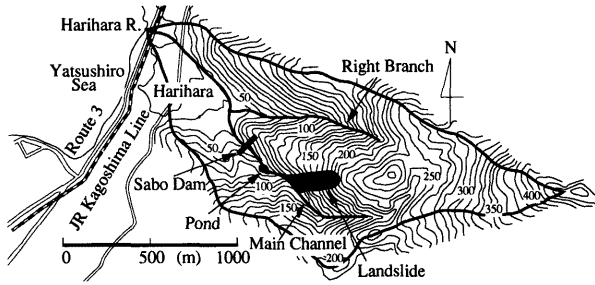 Harihara R.
Yatsushiro
Sea
Route 3
JR Kagoshima Line
Harihara
Right Branch
N
50
100
150
200
250
300
350
400
50
100
150
200
Sabo Dam
Pond
Main Channel
Landslide
0 500 (m) 1000